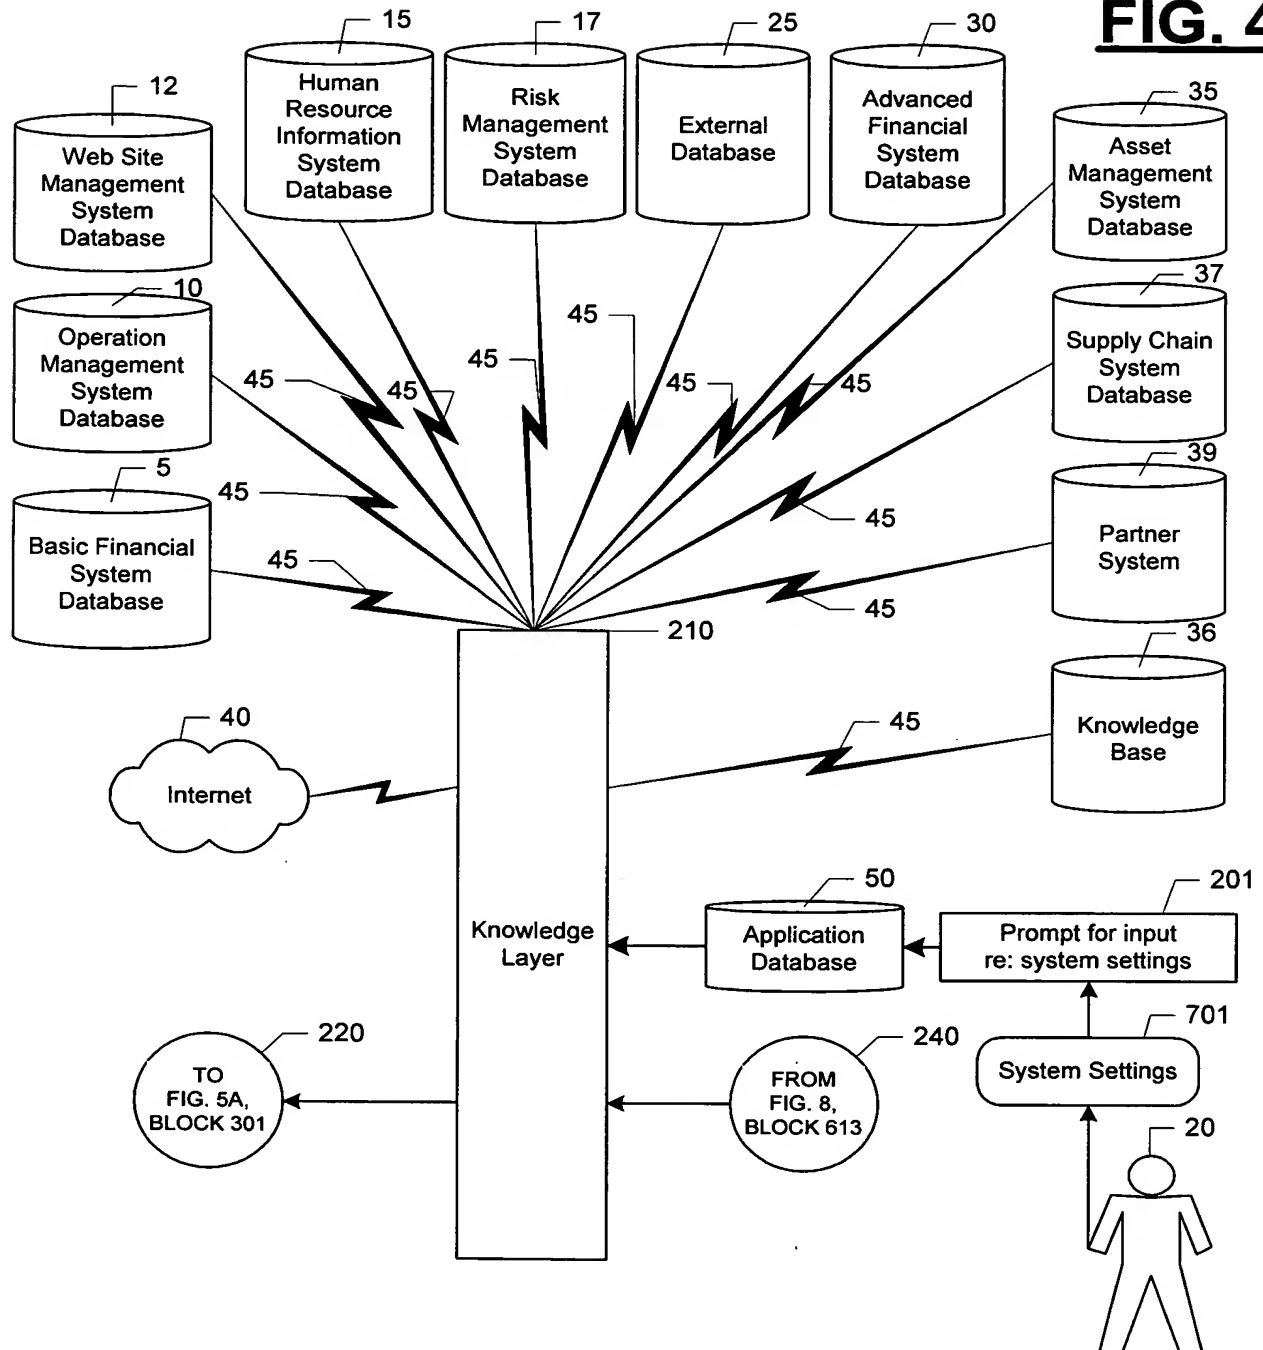 FIG. 4
15
17
25
30
12
35
Human
Resource
Information
System
Database
Risk
Management
System
Database
External
Database
Advanced
Financial
System
Database
Web Site
Management
System
Database
Asset
Management
System
Database
10
37
Operation
Management
System
Database
Supply Chain
System
Database
45
45
45
45
45
45
5
39
45
45
Basic Financial
System
Database
Partner
System
45
45
210
36
40
45
Knowledge
Base
Internet
50
201
Knowledge
Layer
Application
Database
Prompt for input
re: system settings
220
240
701
TO
FIG. 5A,
BLOCK 301
FROM
FIG. 8,
BLOCK 613
System Settings
20